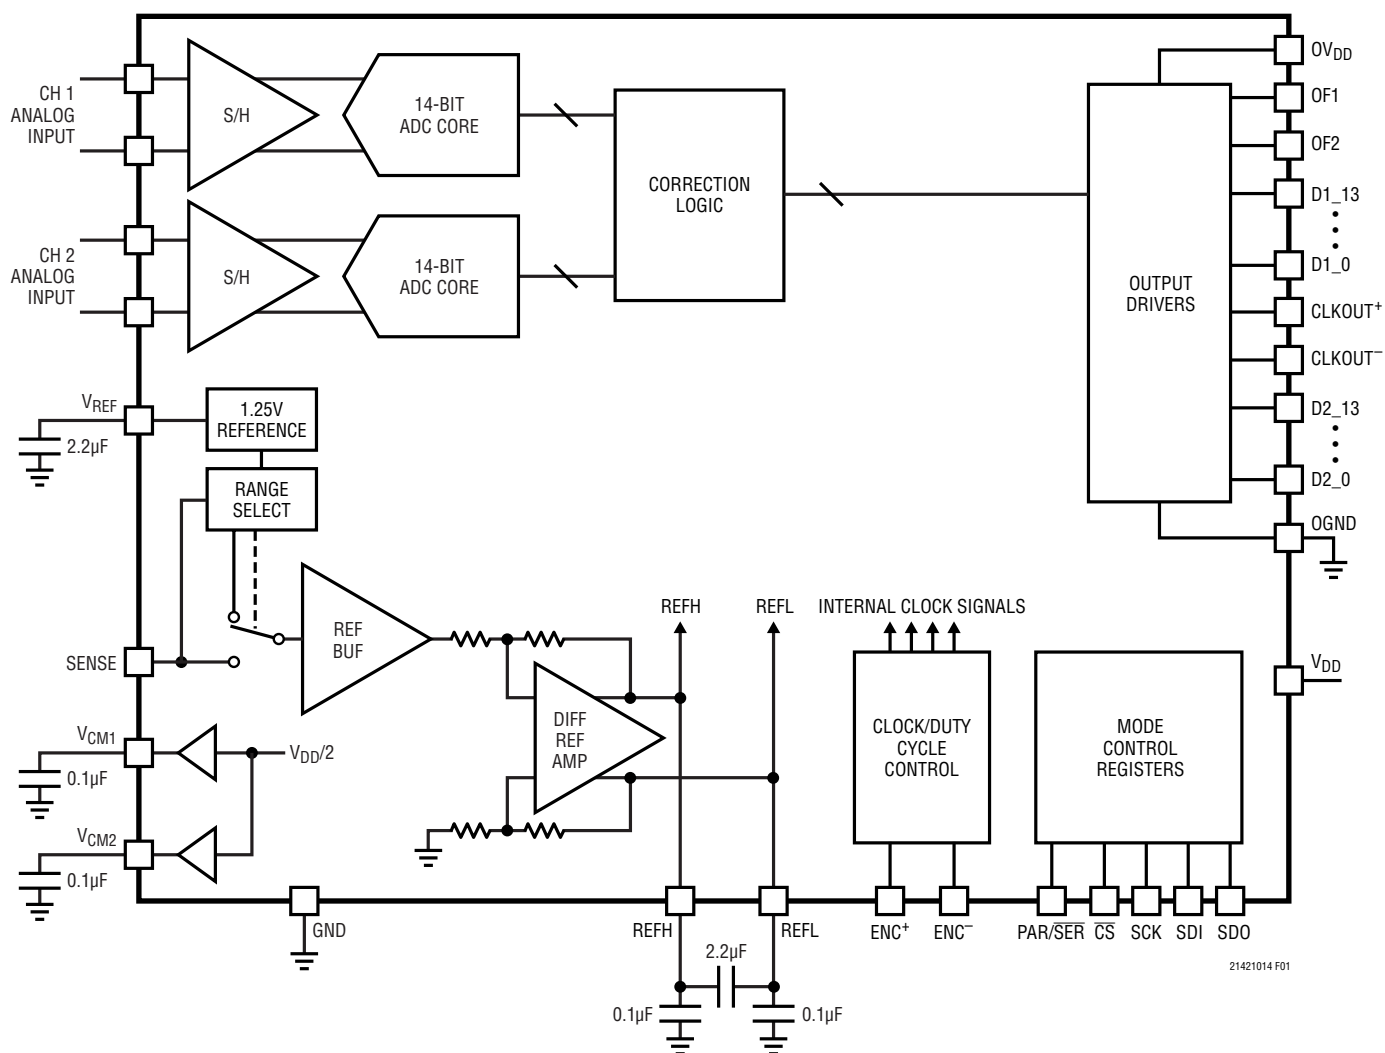 CH 1
ANALOG
INPUT
S/H
14-BIT
ADC CORE
CH 2
ANALOG
INPUT
S/H
14-BIT
ADC CORE
CORRECTION
LOGIC
OUTPUT
DRIVERS
OVDD
OF1
OF2
D1_13
D1_0
CLKOUT+
CLKOUT−
D2_13
D2_0
OGND
VDD
VREF
2.2µF
1.25V
REFERENCE
RANGE
SELECT
SENSE
REF
BUF
DIFF
REF
AMP
REFH
REFL
INTERNAL CLOCK SIGNALS
CLOCK/DUTY
CYCLE
CONTROL
MODE
CONTROL
REGISTERS
VCM1
0.1µF
VDD/2
VCM2
0.1µF
GND
REFH
REFL
2.2µF
0.1µF
0.1µF
ENC+
ENC−
PAR/S̅E̅R̅
C̅S̅
SCK
SDI
SDO
21421014 F01